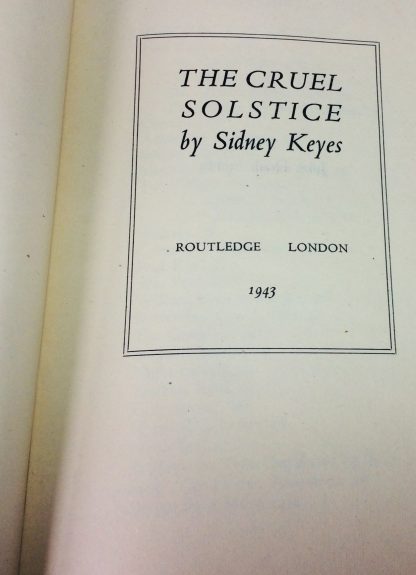 THE CRUEL
SOLSTICE
by Sidney Keyes
ROUTLEDGE LONDON
1943